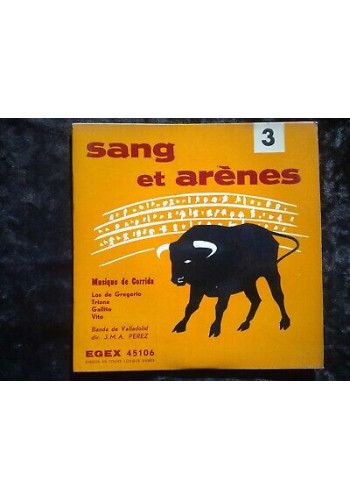 3
sang
et arènes
Musique de Corrida
Los de Gregorio
Triana
Gallito
Vito
Banda de Valladolid
dir. J.M.A. PEREZ
EGEX 45106